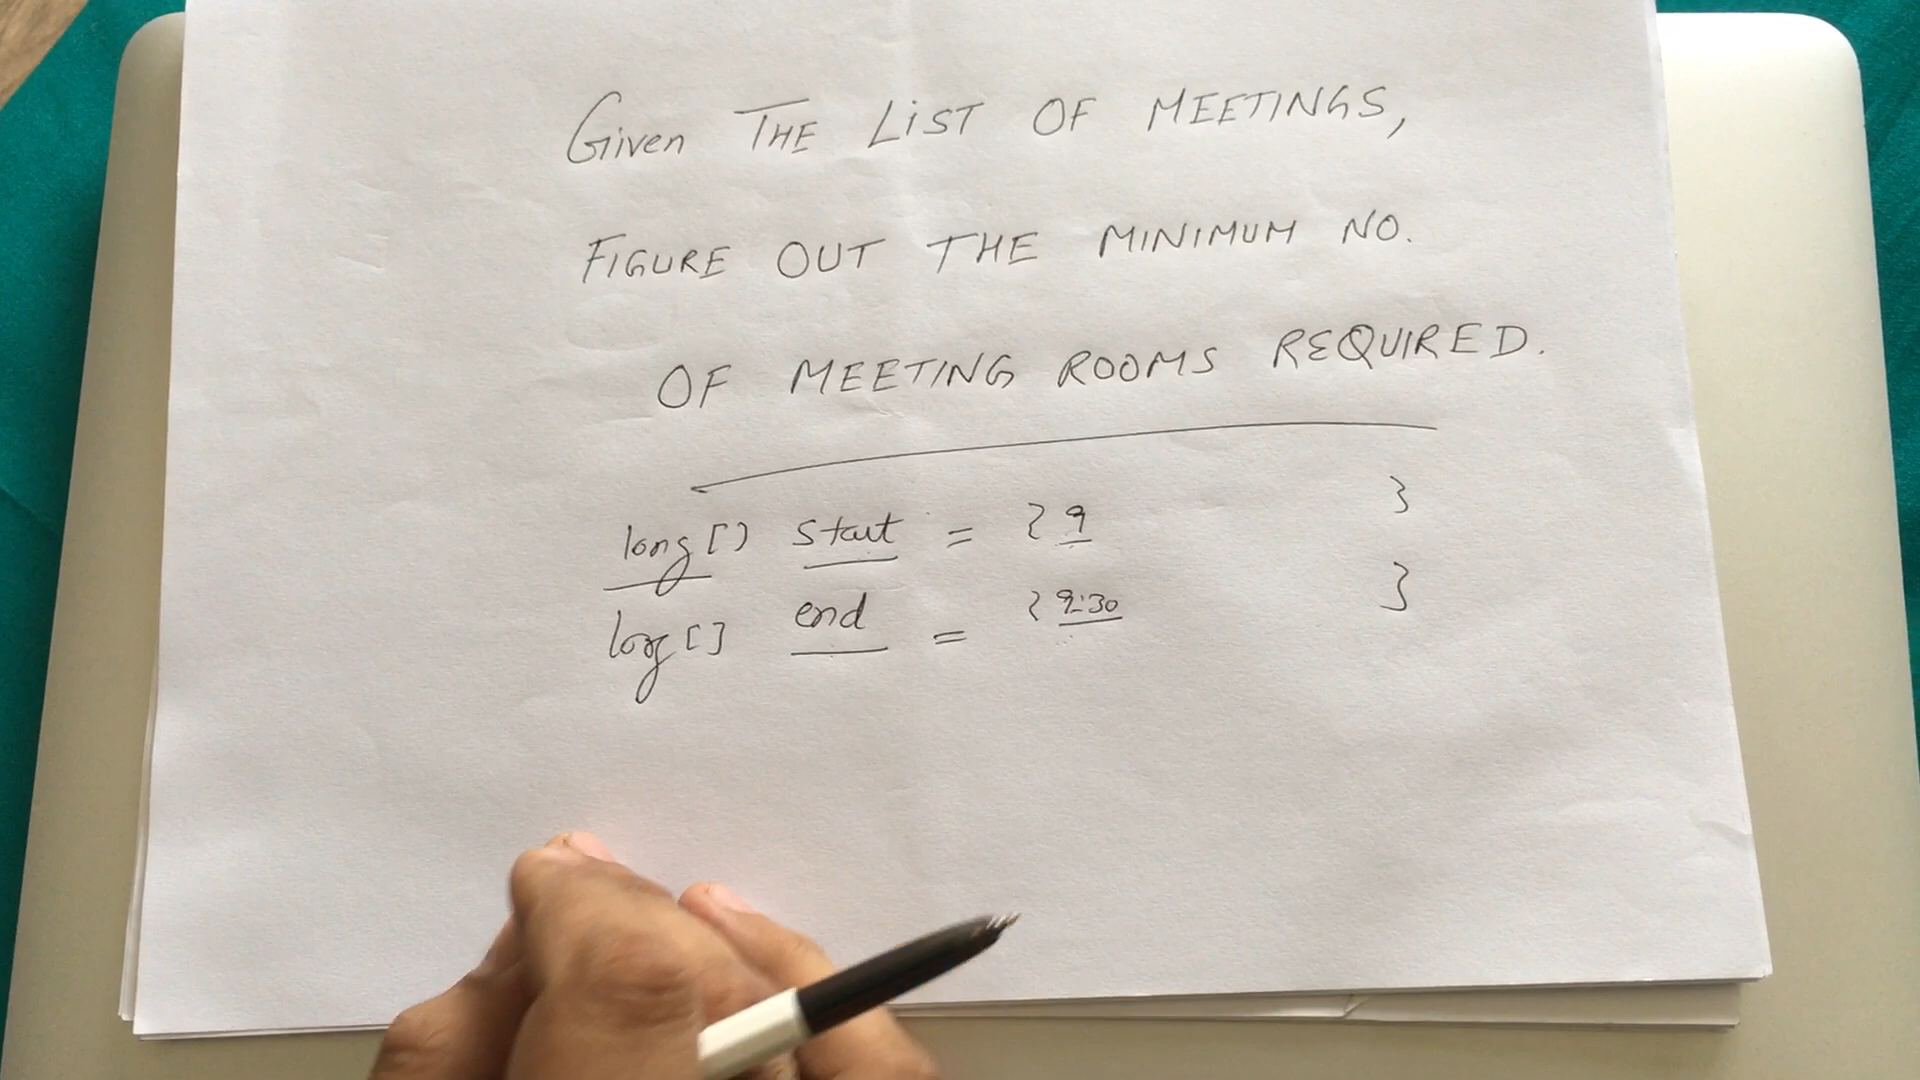 Given THE LiST OF MEETINGS,
FIGURE OUT THE MINIMUM NO.
OF MEETING ROOMS REQUIRED.
long[] start = { 9 }
long[] end = { 9:30 }